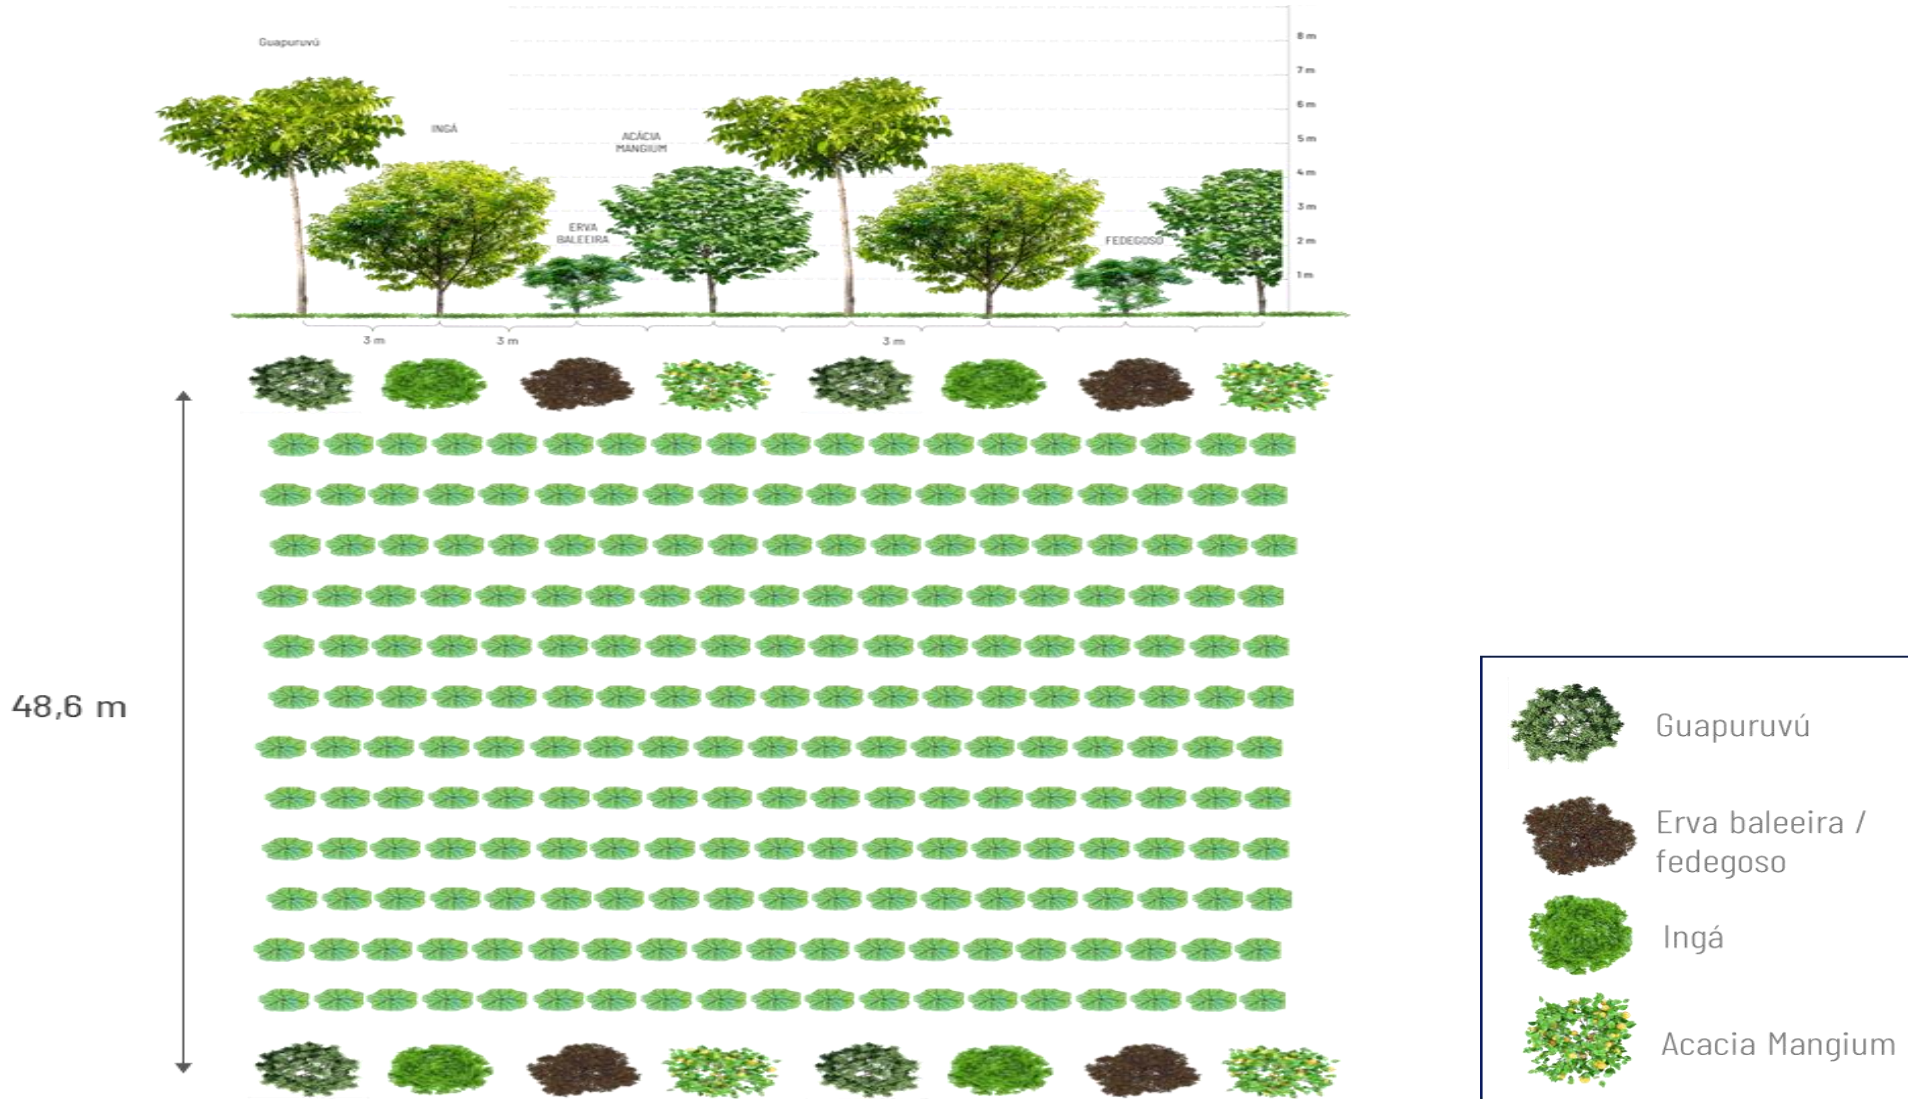 Guapuruvú
INGÁ
ACÁCIA
MANGIUM
ERVA
BALEEIRA
FEDEGOSO
8 m
7 m
6 m
5 m
4 m
3 m
2 m
1 m
3 m
3 m
3 m
48,6 m
Guapuruvú
Erva baleeira /
fedegoso
Ingá
Acacia Mangium